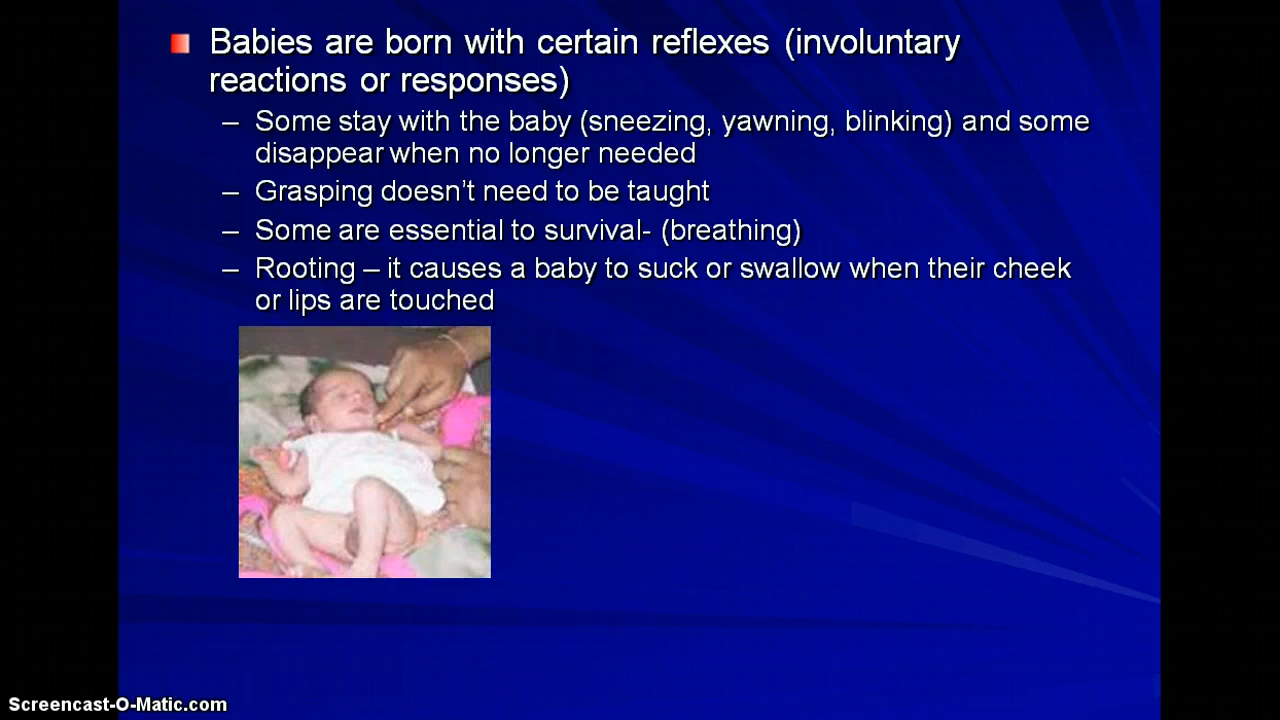 Babies are born with certain reflexes (involuntary
reactions or responses)
– Some stay with the baby (sneezing, yawning, blinking) and some
disappear when no longer needed
– Grasping doesn’t need to be taught
– Some are essential to survival- (breathing)
– Rooting – it causes a baby to suck or swallow when their cheek
or lips are touched
Screencast-O-Matic.com